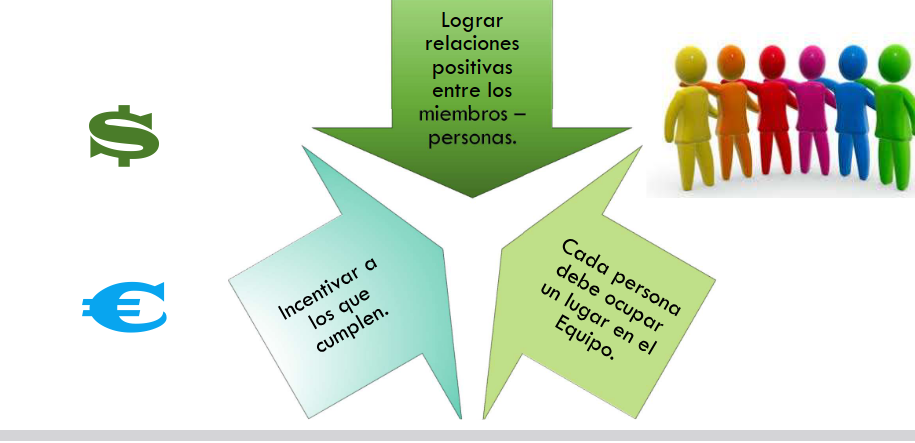 Lograr
relaciones
positivas
entre los
miembros –
personas.
$
€
Incentivar a
los que
cumplen.
Cada persona
debe ocupar
un lugar en el
Equipo.